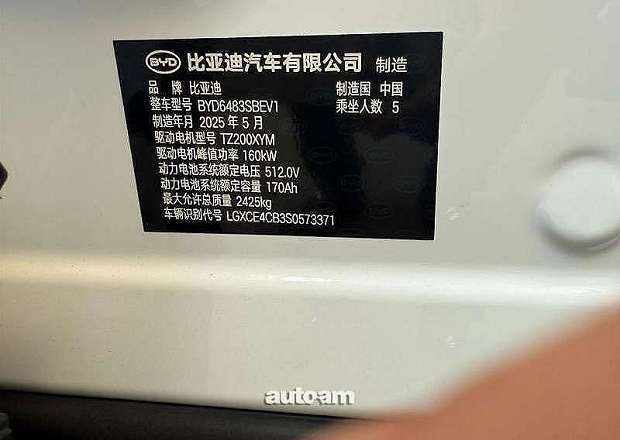 BYD 比亚迪汽车有限公司 制造
品 牌 比亚迪 制造国 中国
整车型号 BYD6483SBEV1 乘坐人数 5
制造年月 2025 年 5 月
驱动电机型号 TZ200XYM
驱动电机峰值功率 160kW
动力电池系统额定电压 512.0V
动力电池系统额定容量 170Ah
最大允许总质量 2425kg
车辆识别代号 LGXCE4CB3S0573371
autoam